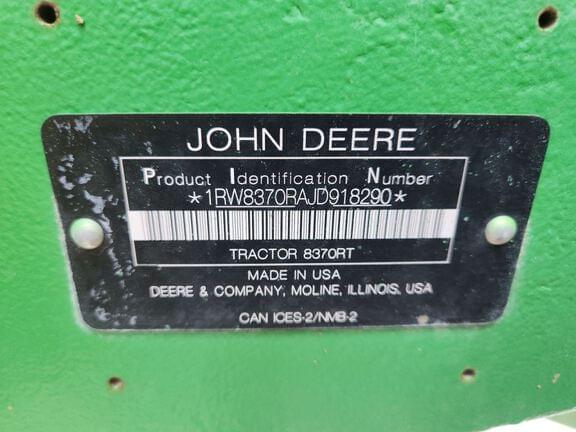 JOHN DEERE
Product Identification Number
*1RW8370RAJD918290*
TRACTOR 8370RT
MADE IN USA
DEERE & COMPANY, MOLINE, ILLINOIS, USA
CAN ICES-2/NMB-2